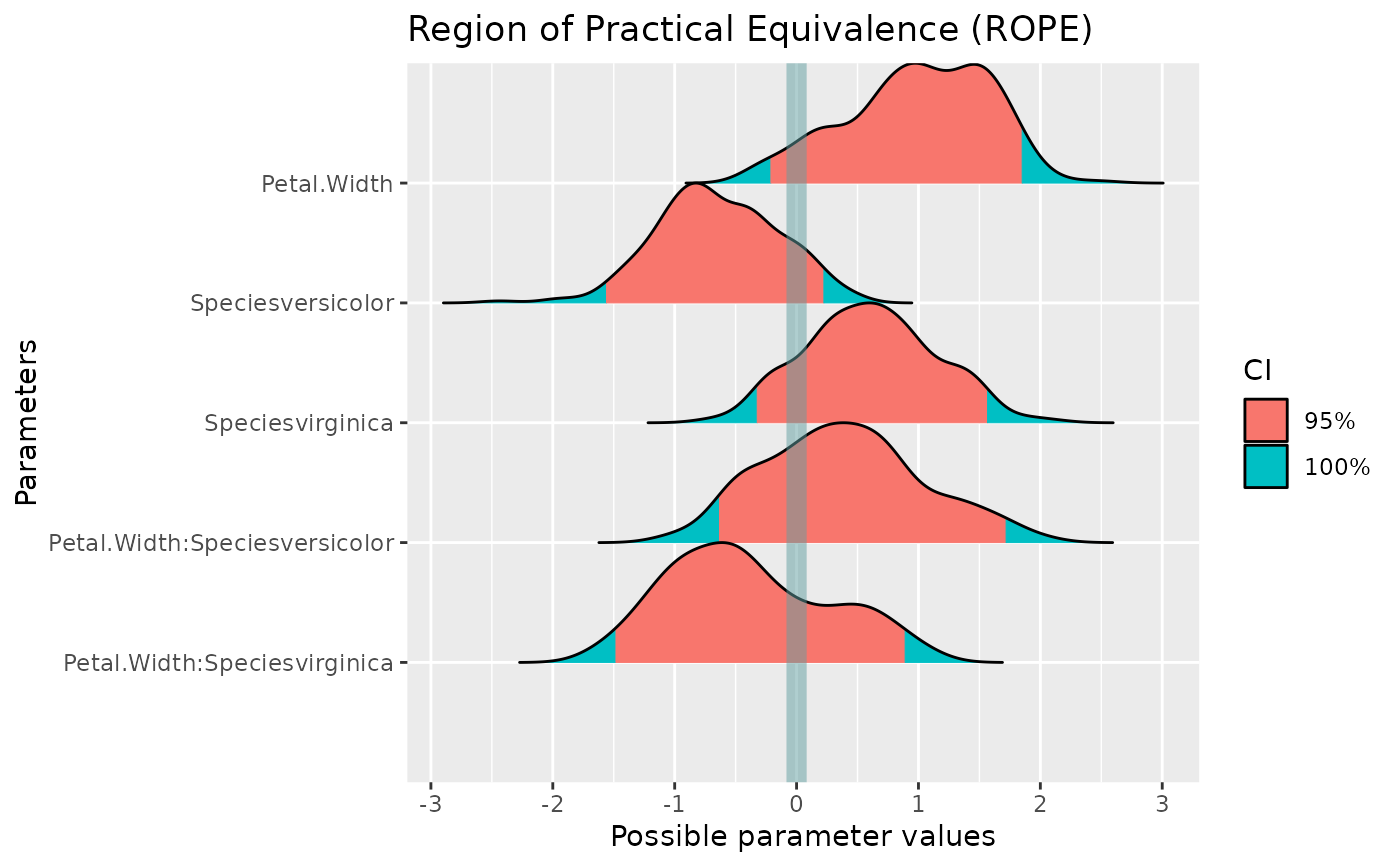 Region of Practical Equivalence (ROPE)
Petal.Width
Speciesversicolor
Speciesvirginica
Petal.Width:Speciesversicolor
Petal.Width:Speciesvirginica
Parameters
-3 -2 -1 0 1 2 3
Possible parameter values
CI
95%
100%